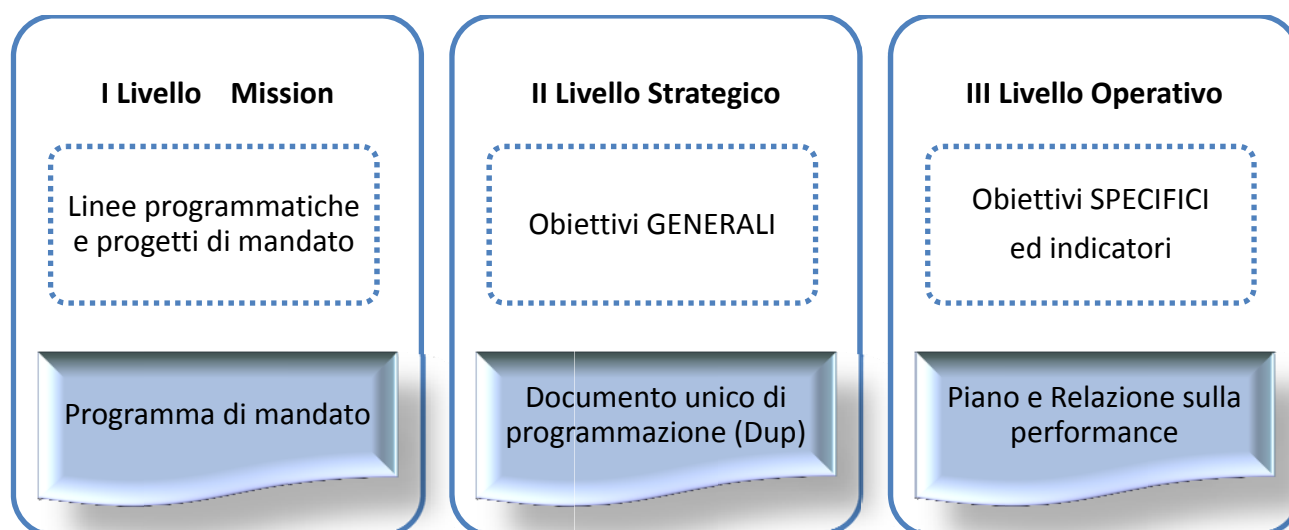 I Livello Mission
Linee programmatiche
e progetti di mandato
Programma di mandato
II Livello Strategico
Obiettivi GENERALI
Documento unico di
programmazione (Dup)
III Livello Operativo
Obiettivi SPECIFICI
ed indicatori
Piano e Relazione sulla
performance